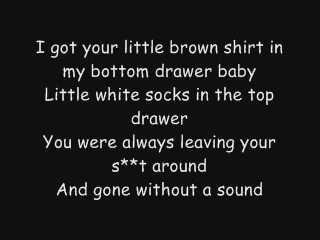 I got your little brown shirt in
my bottom drawer baby
Little white socks in the top
drawer
You were always leaving your
s**t around
And gone without a sound